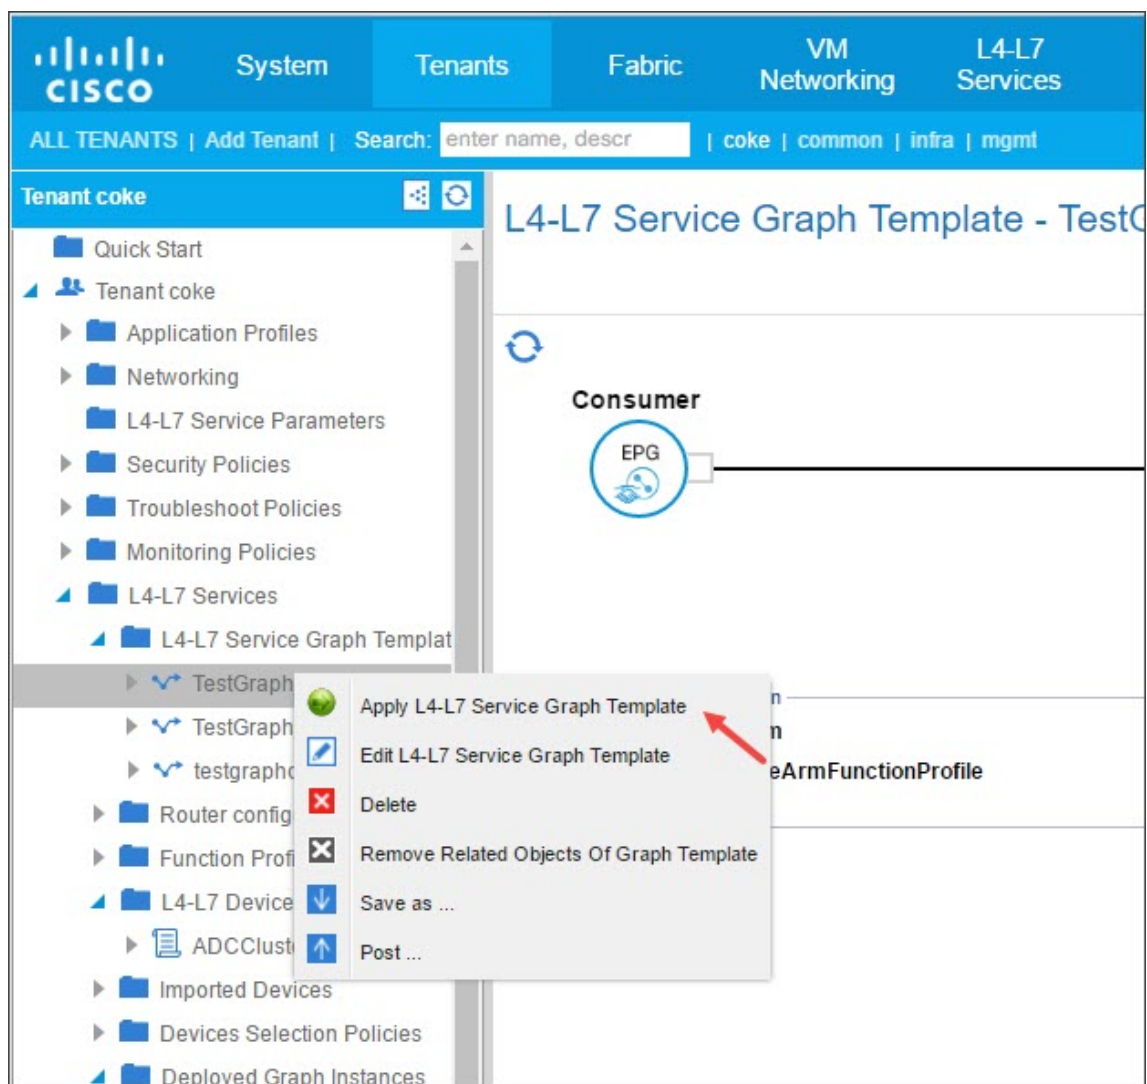 CISCO
System
Tenants
Fabric
VM
Networking
L4-L7
Services
ALL TENANTS | Add Tenant | Search: enter name, descr | coke | common | infra | mgmt
Tenant coke
L4-L7 Service Graph Template -
Quick Start
Tenant coke
Application Profiles
Networking
L4-L7 Service Parameters
Security Policies
Troubleshoot Policies
Monitoring Policies
L4-L7 Services
L4-L7 Service Graph Templat
TestGraph
TestGraph
testgraph
Router config
Function Profi
L4-L7 Device
ADCClust
Imported Devices
Devices Selection Policies
Deployed Graph Instances
Consumer
EPG
Apply L4-L7 Service Graph Template
Edit L4-L7 Service Graph Template
Delete
Remove Related Objects Of Graph Template
Save as ...
Post ...
n
m
eArmFunctionProfile